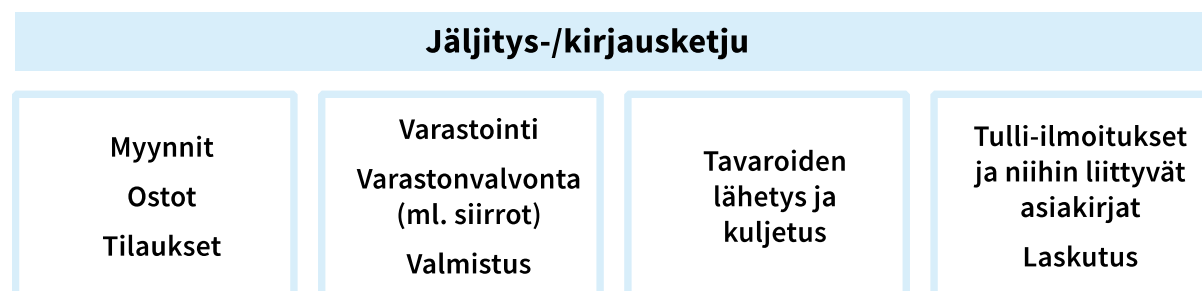 Jäljitys-/kirjausketju
Myynnit
Ostot
Tilaukset
Varastointi
Varastonvalvonta
(ml. siirrot)
Valmistus
Tavaroiden
lähetys ja
kuljetus
Tulli-ilmoitukset
ja niihin liittyvät
asiakirjat
Laskutus